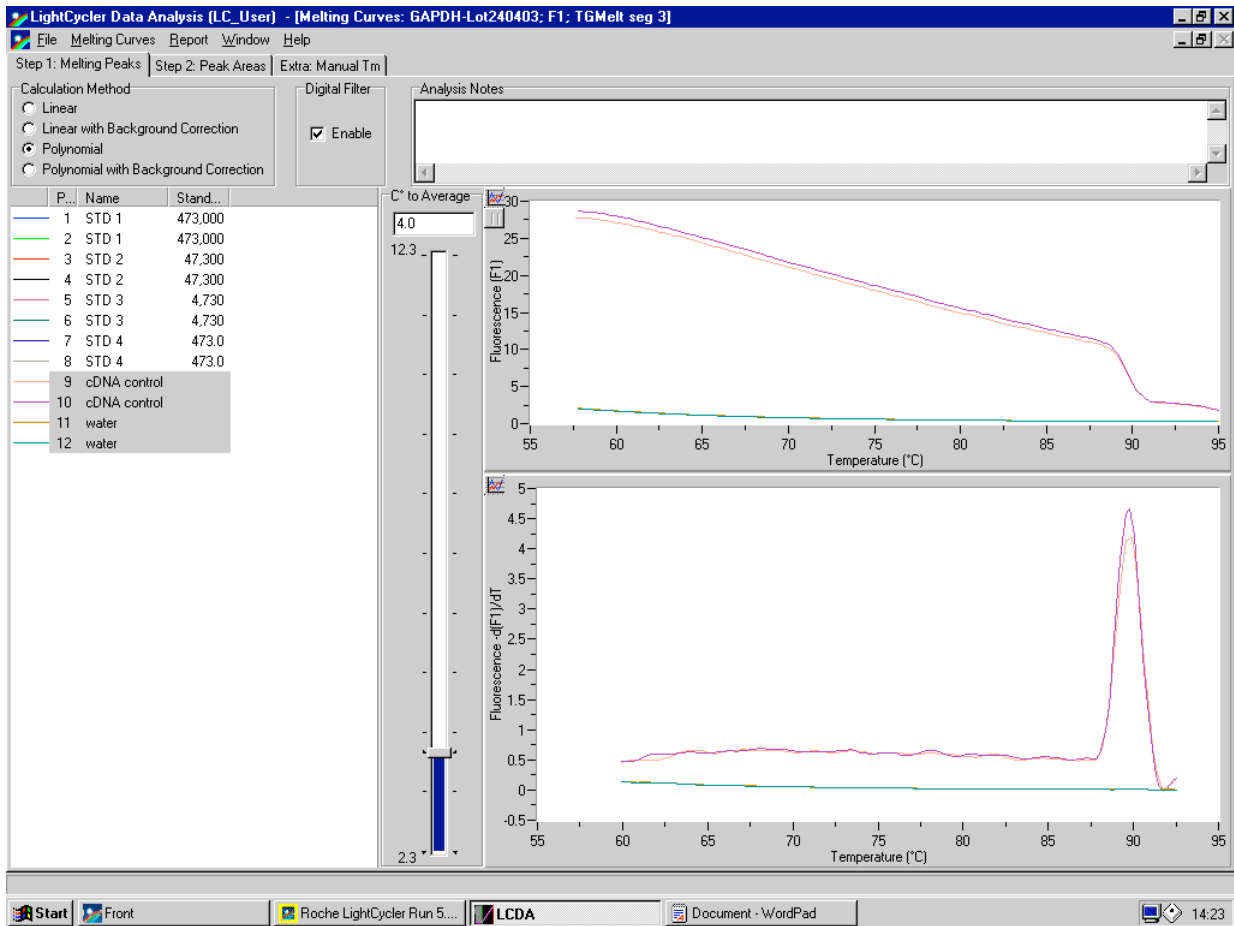 LightCycler Data Analysis (LC_User) - [Melting Curves: GAPDH-Lot240403; F1; TGMelt seg 3]
File Melting Curves Report Window Help
Step 1: Melting Peaks Step 2: Peak Areas Extra: Manual Tm
Calculation Method
Linear
Linear with Background Correction
Polynomial
Polynomial with Background Correction
Digital Filter
Enable
Analysis Notes
P... Name Stand...
1 STD 1 473,000
2 STD 1 473,000
3 STD 2 47,300
4 STD 2 47,300
5 STD 3 4,730
6 STD 3 4,730
7 STD 4 473.0
8 STD 4 473.0
9 cDNA control
10 cDNA control
11 water
12 water
C° to Average
4.0
12.3
2.3
30
25
20
15
10
5
0
Fluorescence (F1)
55 60 65 70 75 80 85 90 95
Temperature (°C)
5
4.5
4
3.5
3
2.5
2
1.5
1
0.5
0
-0.5
Fluorescence -d(F1)/dT
55 60 65 70 75 80 85 90 95
Temperature (°C)
Start Front Roche LightCycler Run 5.... LCDA Document - WordPad 14:23